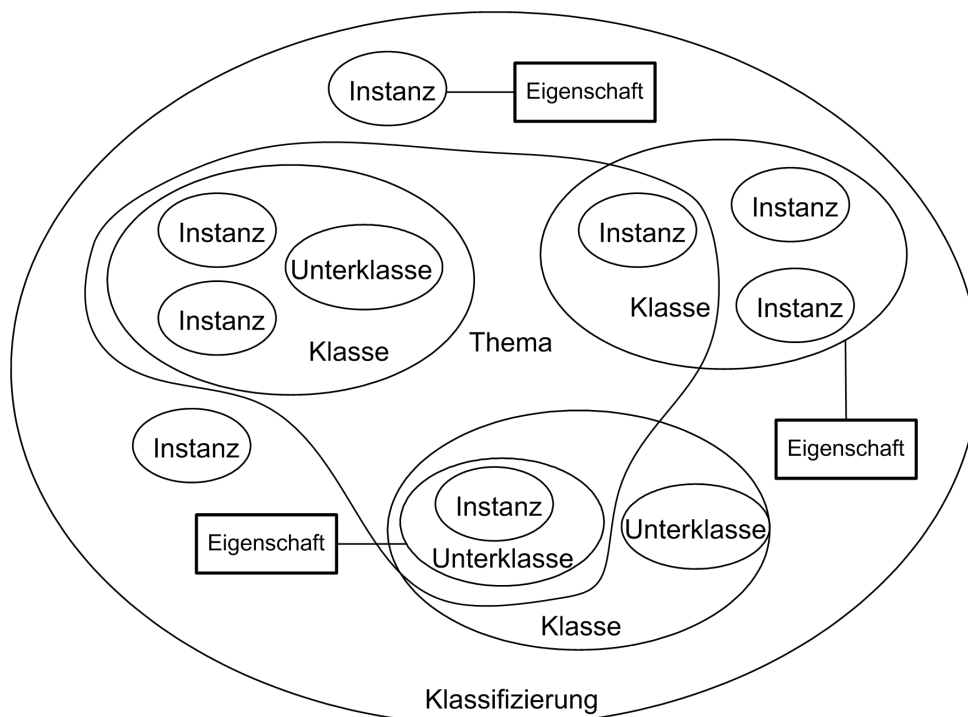 Instanz
Eigenschaft
Instanz
Unterklasse
Instanz
Klasse
Thema
Instanz
Instanz
Instanz
Klasse
Eigenschaft
Instanz
Eigenschaft
Instanz
Unterklasse
Unterklasse
Klasse
Klassifizierung